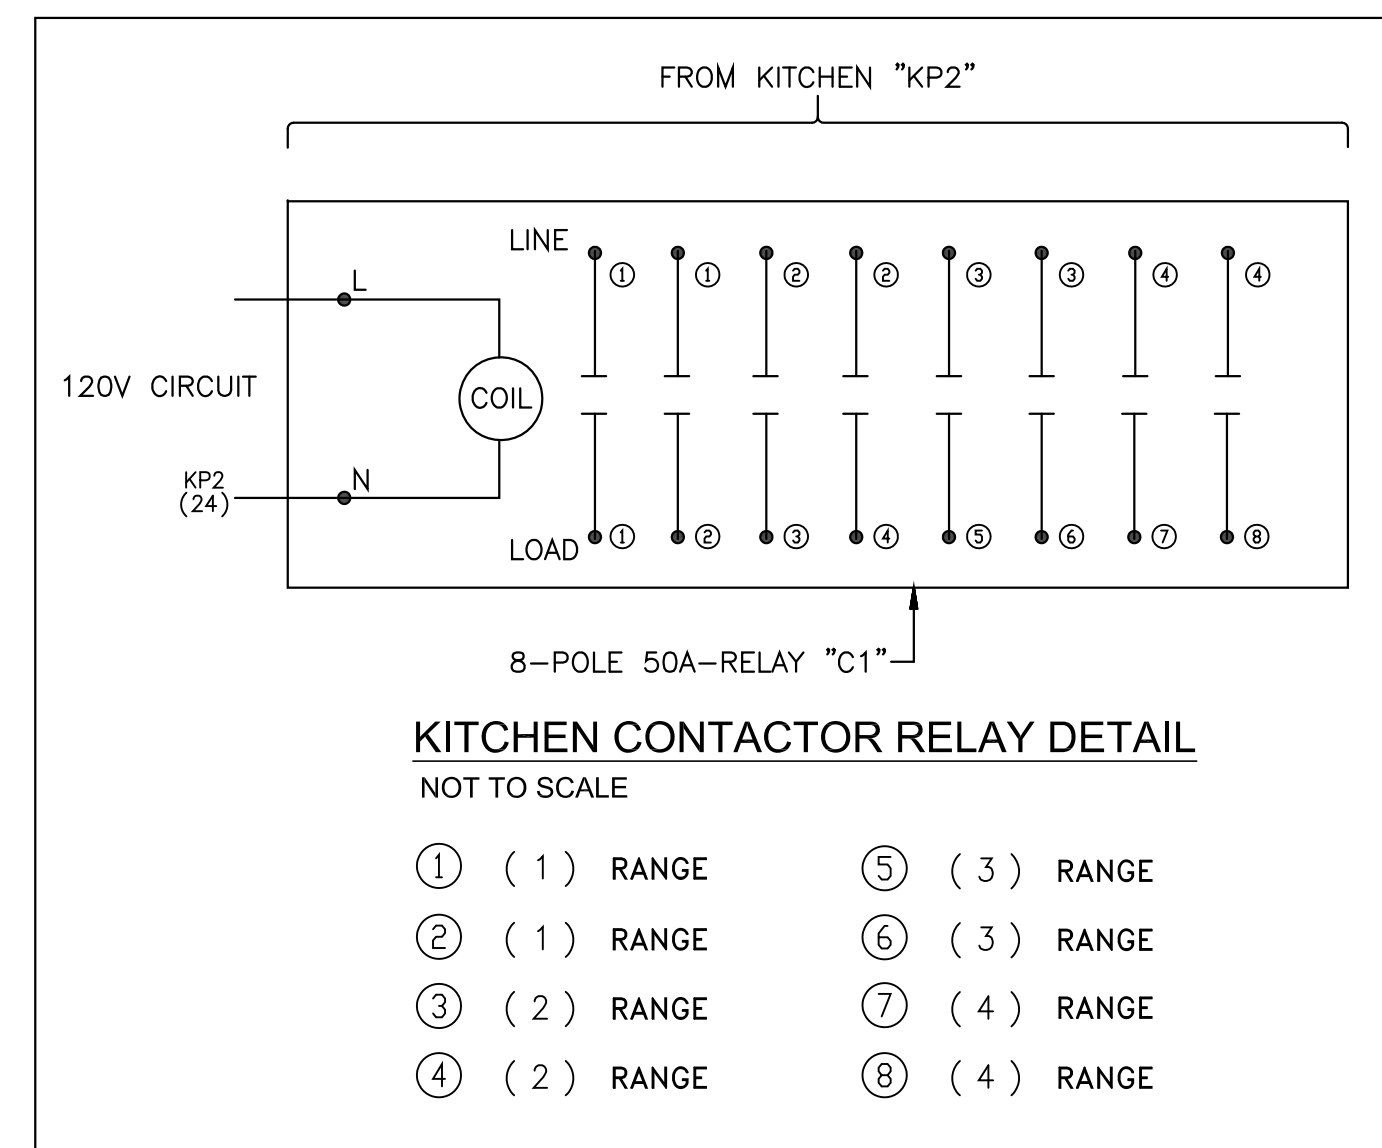 FROM KITCHEN "KP2"
LINE
① ① ② ② ③ ③ ④ ④
L
120V CIRCUIT
COIL
KP2
(24)
N
LOAD
① ② ③ ④ ⑤ ⑥ ⑦ ⑧
8-POLE 50A-RELAY "C1"
KITCHEN CONTACTOR RELAY DETAIL
NOT TO SCALE
① ( 1 ) RANGE
② ( 1 ) RANGE
③ ( 2 ) RANGE
④ ( 2 ) RANGE
⑤ ( 3 ) RANGE
⑥ ( 3 ) RANGE
⑦ ( 4 ) RANGE
⑧ ( 4 ) RANGE